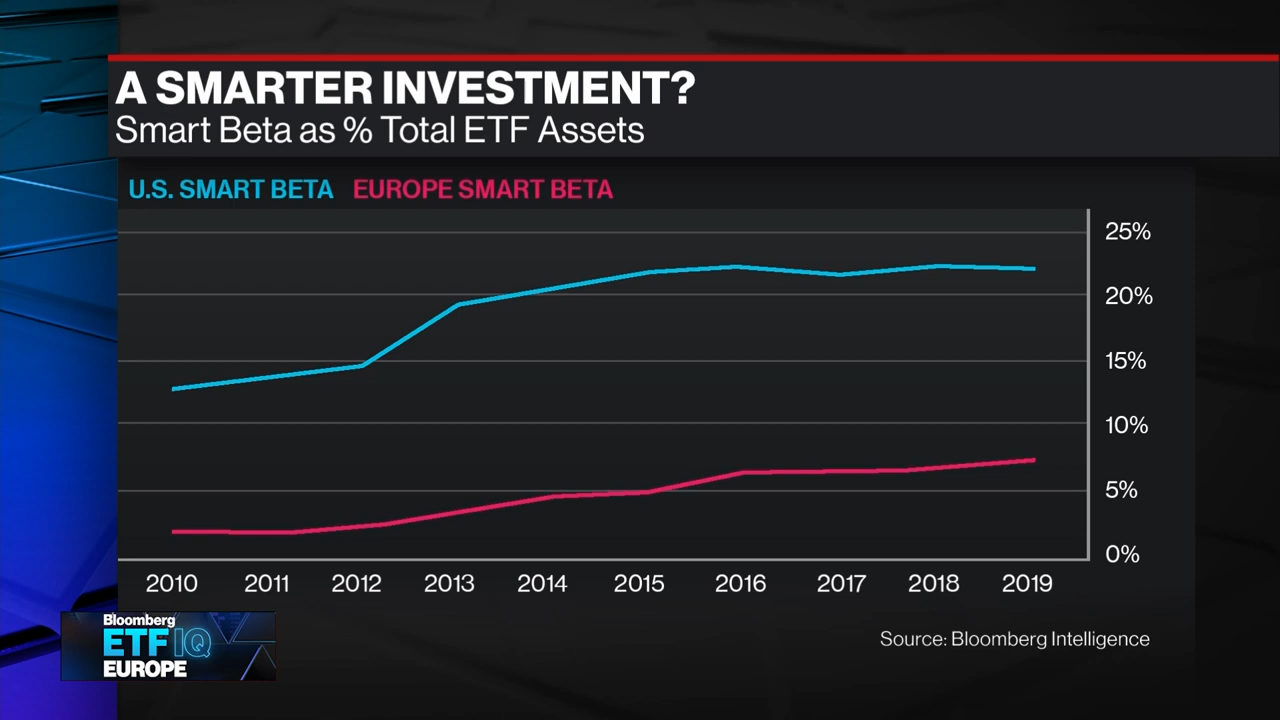 A SMARTER INVESTMENT?
Smart Beta as % Total ETF Assets
U.S. SMART BETA EUROPE SMART BETA
25%
20%
15%
10%
5%
0%
2010 2011 2012 2013 2014 2015 2016 2017 2018 2019
Bloomberg
ETF IQ
EUROPE
Source: Bloomberg Intelligence